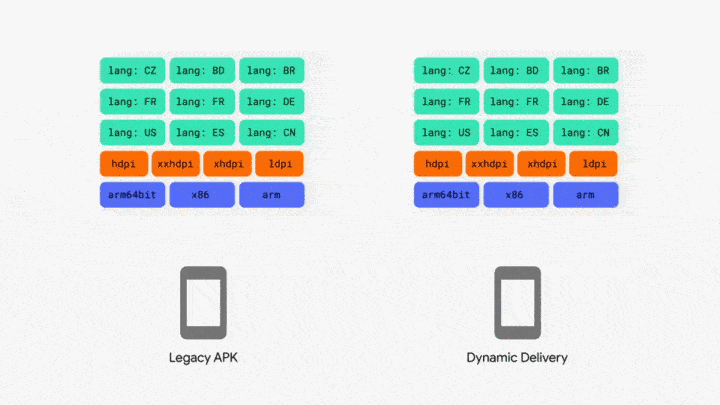 lang: CZ lang: BD lang: BR
lang: FR lang: FR lang: DE
lang: US lang: ES lang: CN
hdpi xxhdpi xhdpi ldpi
arm64bit x86 arm
Legacy APK
lang: CZ lang: BD lang: BR
lang: FR lang: FR lang: DE
lang: US lang: ES lang: CN
hdpi xxhdpi xhdpi ldpi
arm64bit x86 arm
Dynamic Delivery